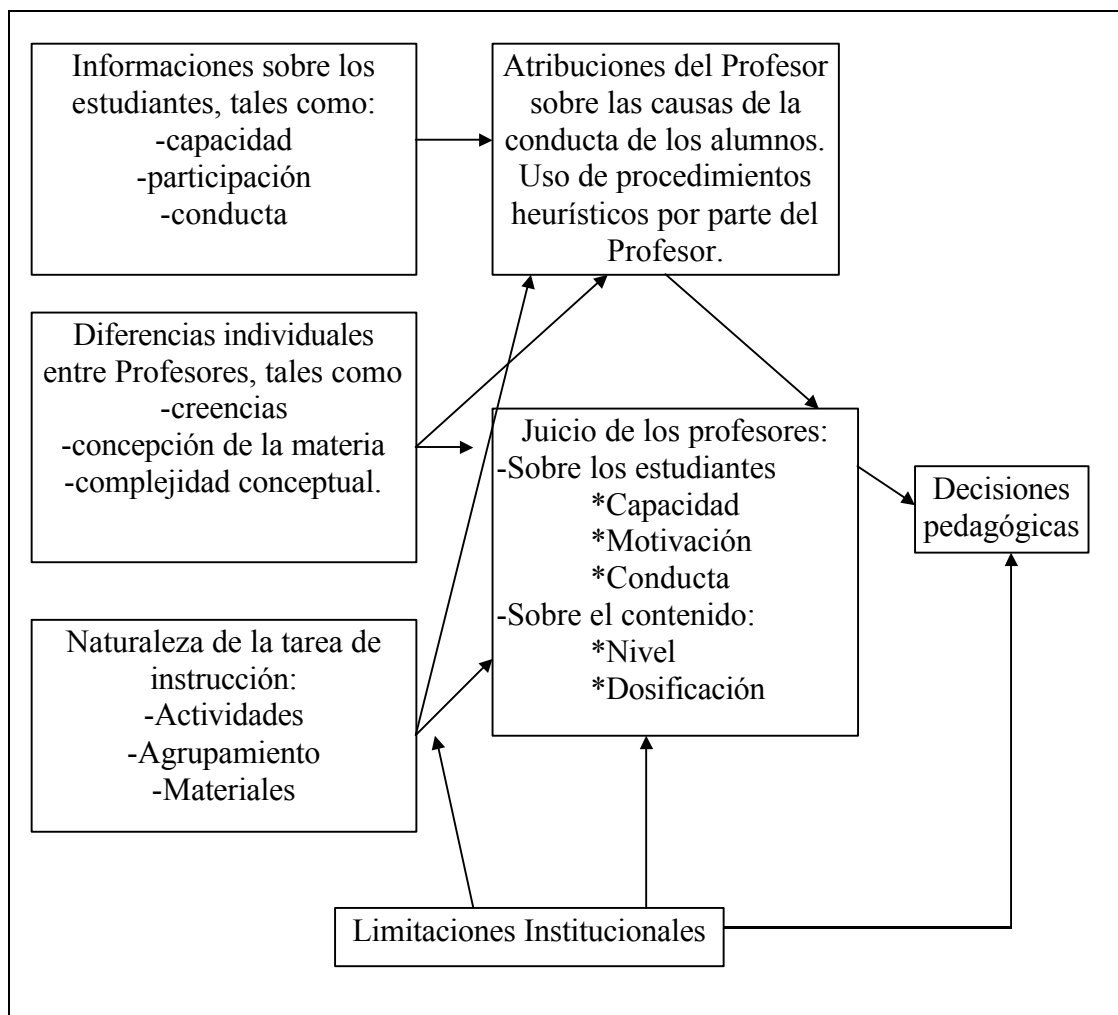 Informaciones sobre los
estudiantes, tales como:
-capacidad
-participación
-conducta
Atribuciones del Profesor
sobre las causas de la
conducta de los alumnos.
Uso de procedimientos
heurísticos por parte del
Profesor.
Diferencias individuales
entre Profesores, tales como
-creencias
-concepción de la materia
-complejidad conceptual.
Juicio de los profesores:
-Sobre los estudiantes
*Capacidad
*Motivación
*Conducta
-Sobre el contenido:
*Nivel
*Dosificación
Decisiones
pedagógicas
Naturaleza de la tarea de
instrucción:
-Actividades
-Agrupamiento
-Materiales
Limitaciones Institucionales